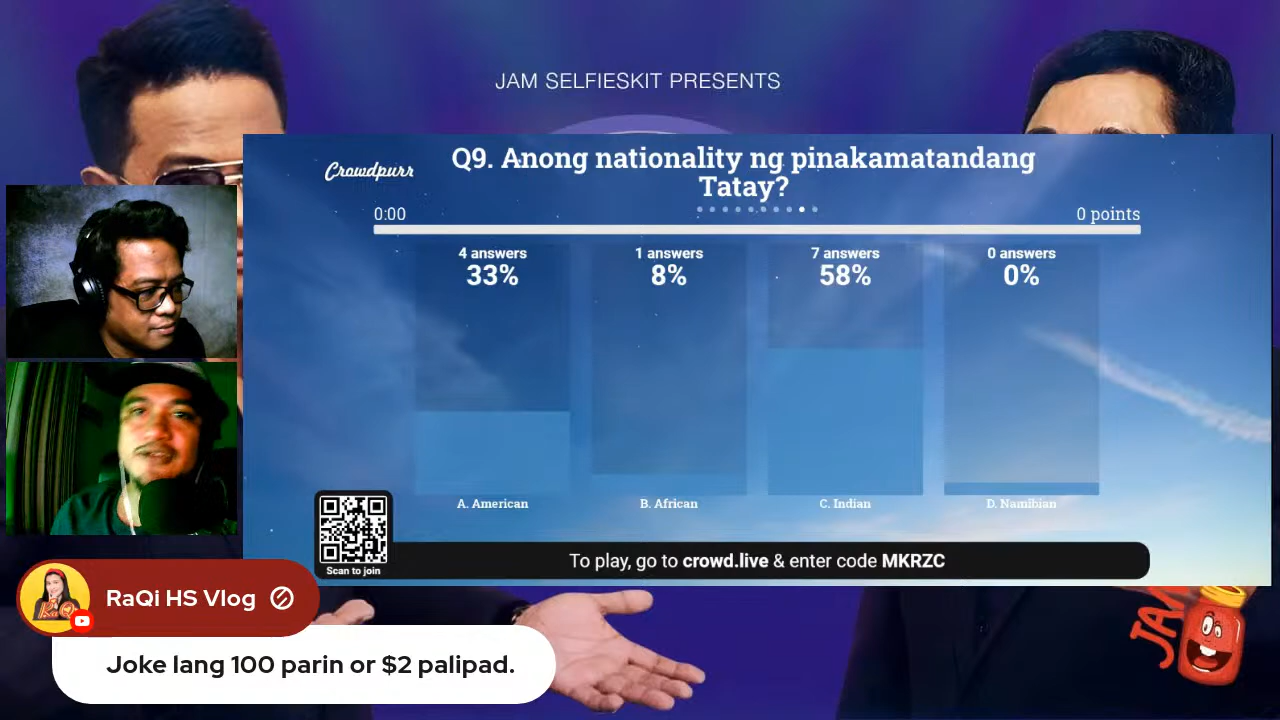 JAM SELFIESKIT PRESENTS
Crowdpurr
Q9. Anong nationality ng pinakamatandang
Tatay?
0:00
0 points
4 answers
33%
1 answers
8%
7 answers
58%
0 answers
0%
A. American
B. African
C. Indian
D. Namibian
Scan to join
To play, go to crowd.live & enter code MKRZC
RaQi HS Vlog
Joke lang 100 parin or $2 palipad.
JAM